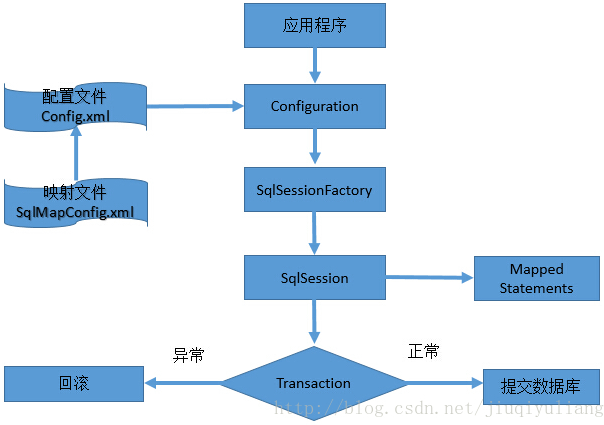 应用程序
配置文件
Config.xml
Configuration
映射文件
SqlMapConfig.xml
SqlSessionFactory
SqlSession
Mapped
Statements
异常
正常
回滚
Transaction
提交数据库
http://blog.csdn.net/jiuqiyuliang